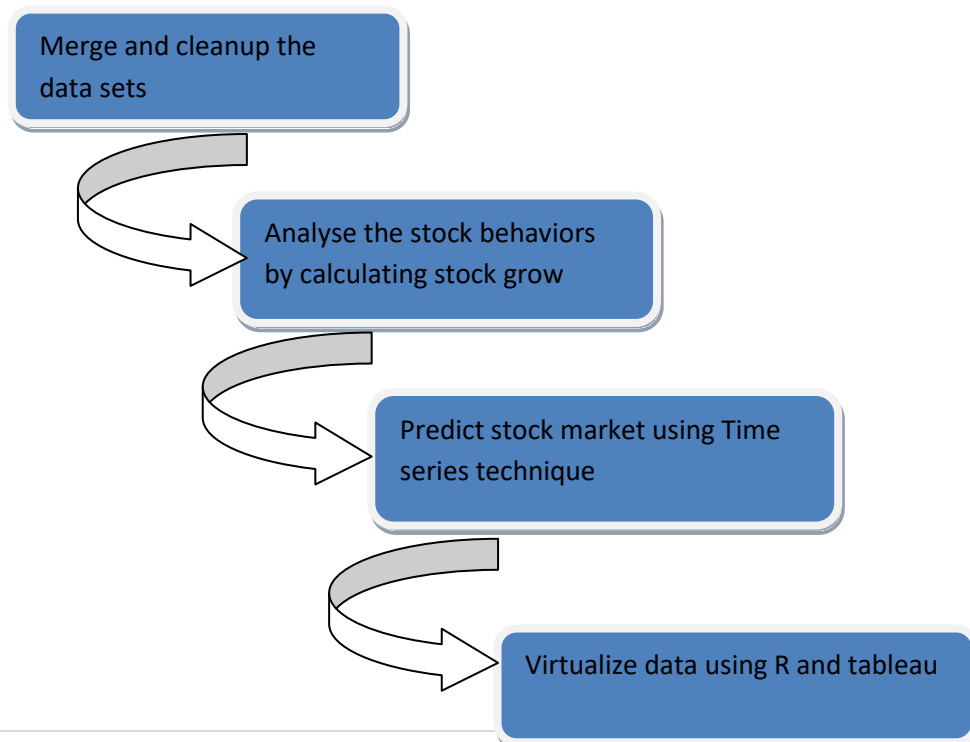 Merge and cleanup the
data sets
Analyse the stock behaviors
by calculating stock grow
Predict stock market using Time
series technique
Virtualize data using R and tableau